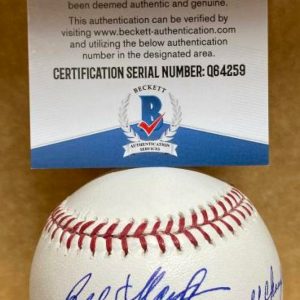 been deemed authentic and genuine.
This authentication can be verified by
visiting www.beckett-authentication.com
and utilizing the below authentication
number in the designated area.
CERTIFICATION SERIAL NUMBER: Q64259
BECKETT
B
AUTHENTICATION
SERVICES